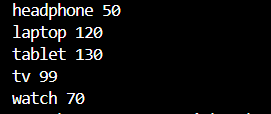 headphone 50
laptop 120
tablet 130
tv 99
watch 70